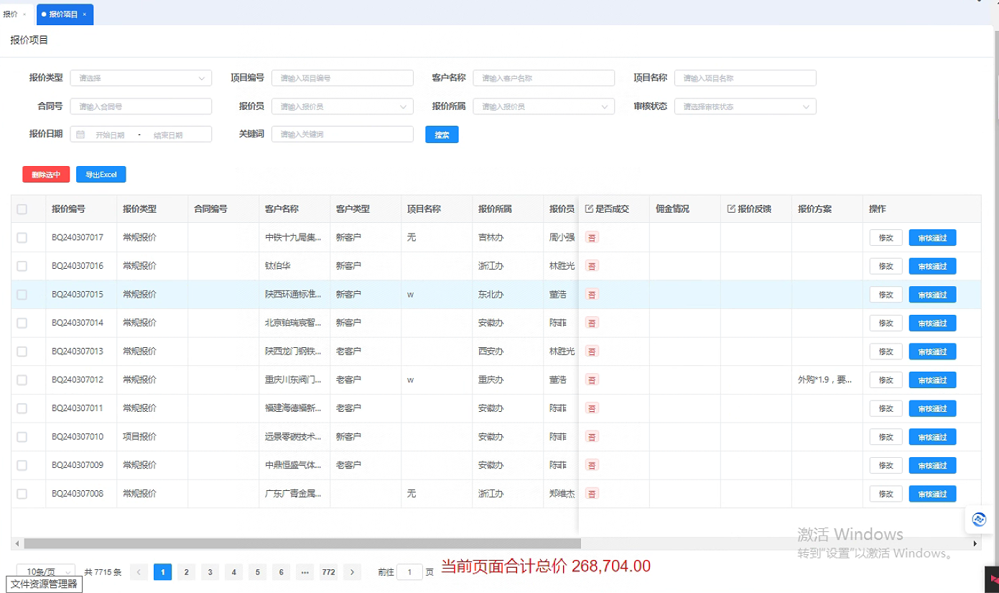 报价 ×
报价项目 ×
报价项目
报价类型 请选择 项目编号 请输入项目编号 客户名称 请输入客户名称 项目名称 请输入项目名称
合同号 请输入合同号 报价员 请输入报价员 报价所属 请输入报价员 审核状态 请选择审核状态
报价日期 开始日期 - 结束日期 关键词 请输入关键词 搜索
删除选中 导出Excel
报价编号 报价类型 合同编号 客户名称 客户类型 项目名称 报价所属 报价员 是否成交 佣金情况 报价反馈 报价方案 操作
BQ240307017 常规报价 中铁十九局集... 新客户 无 吉林办 周小强 否 修改 审核通过
BQ240307016 常规报价 钛伯华 新客户 浙江办 林胜光 否 修改 审核通过
BQ240307015 常规报价 陕西环通标准... 新客户 w 东北办 董浩 否 修改 审核通过
BQ240307014 常规报价 北京铂瑞宸智... 新客户 安徽办 陈菲 否 修改 审核通过
BQ240307013 常规报价 陕西龙门钢铁... 老客户 西安办 林胜光 否 修改 审核通过
BQ240307012 常规报价 重庆川东阀门... 老客户 w 重庆办 董浩 否 外购*1.9，要... 修改 审核通过
BQ240307011 常规报价 福建海德福新... 老客户 安徽办 陈菲 否 修改 审核通过
BQ240307010 项目报价 远景零碳技术... 新客户 安徽办 陈菲 否 修改 审核通过
BQ240307009 常规报价 中鼎恒盛气体... 老客户 安徽办 陈菲 否 修改 审核通过
BQ240307008 常规报价 广东广青金属... 无 浙江办 郑维杰 否 修改 审核通过
激活 Windows
转到"设置"以激活 Windows。
10条/页 共 7715 条 < 1 2 3 4 5 6 ··· 772 > 前往 1 页 当前页面合计总价 268,704.00
文件资源管理器